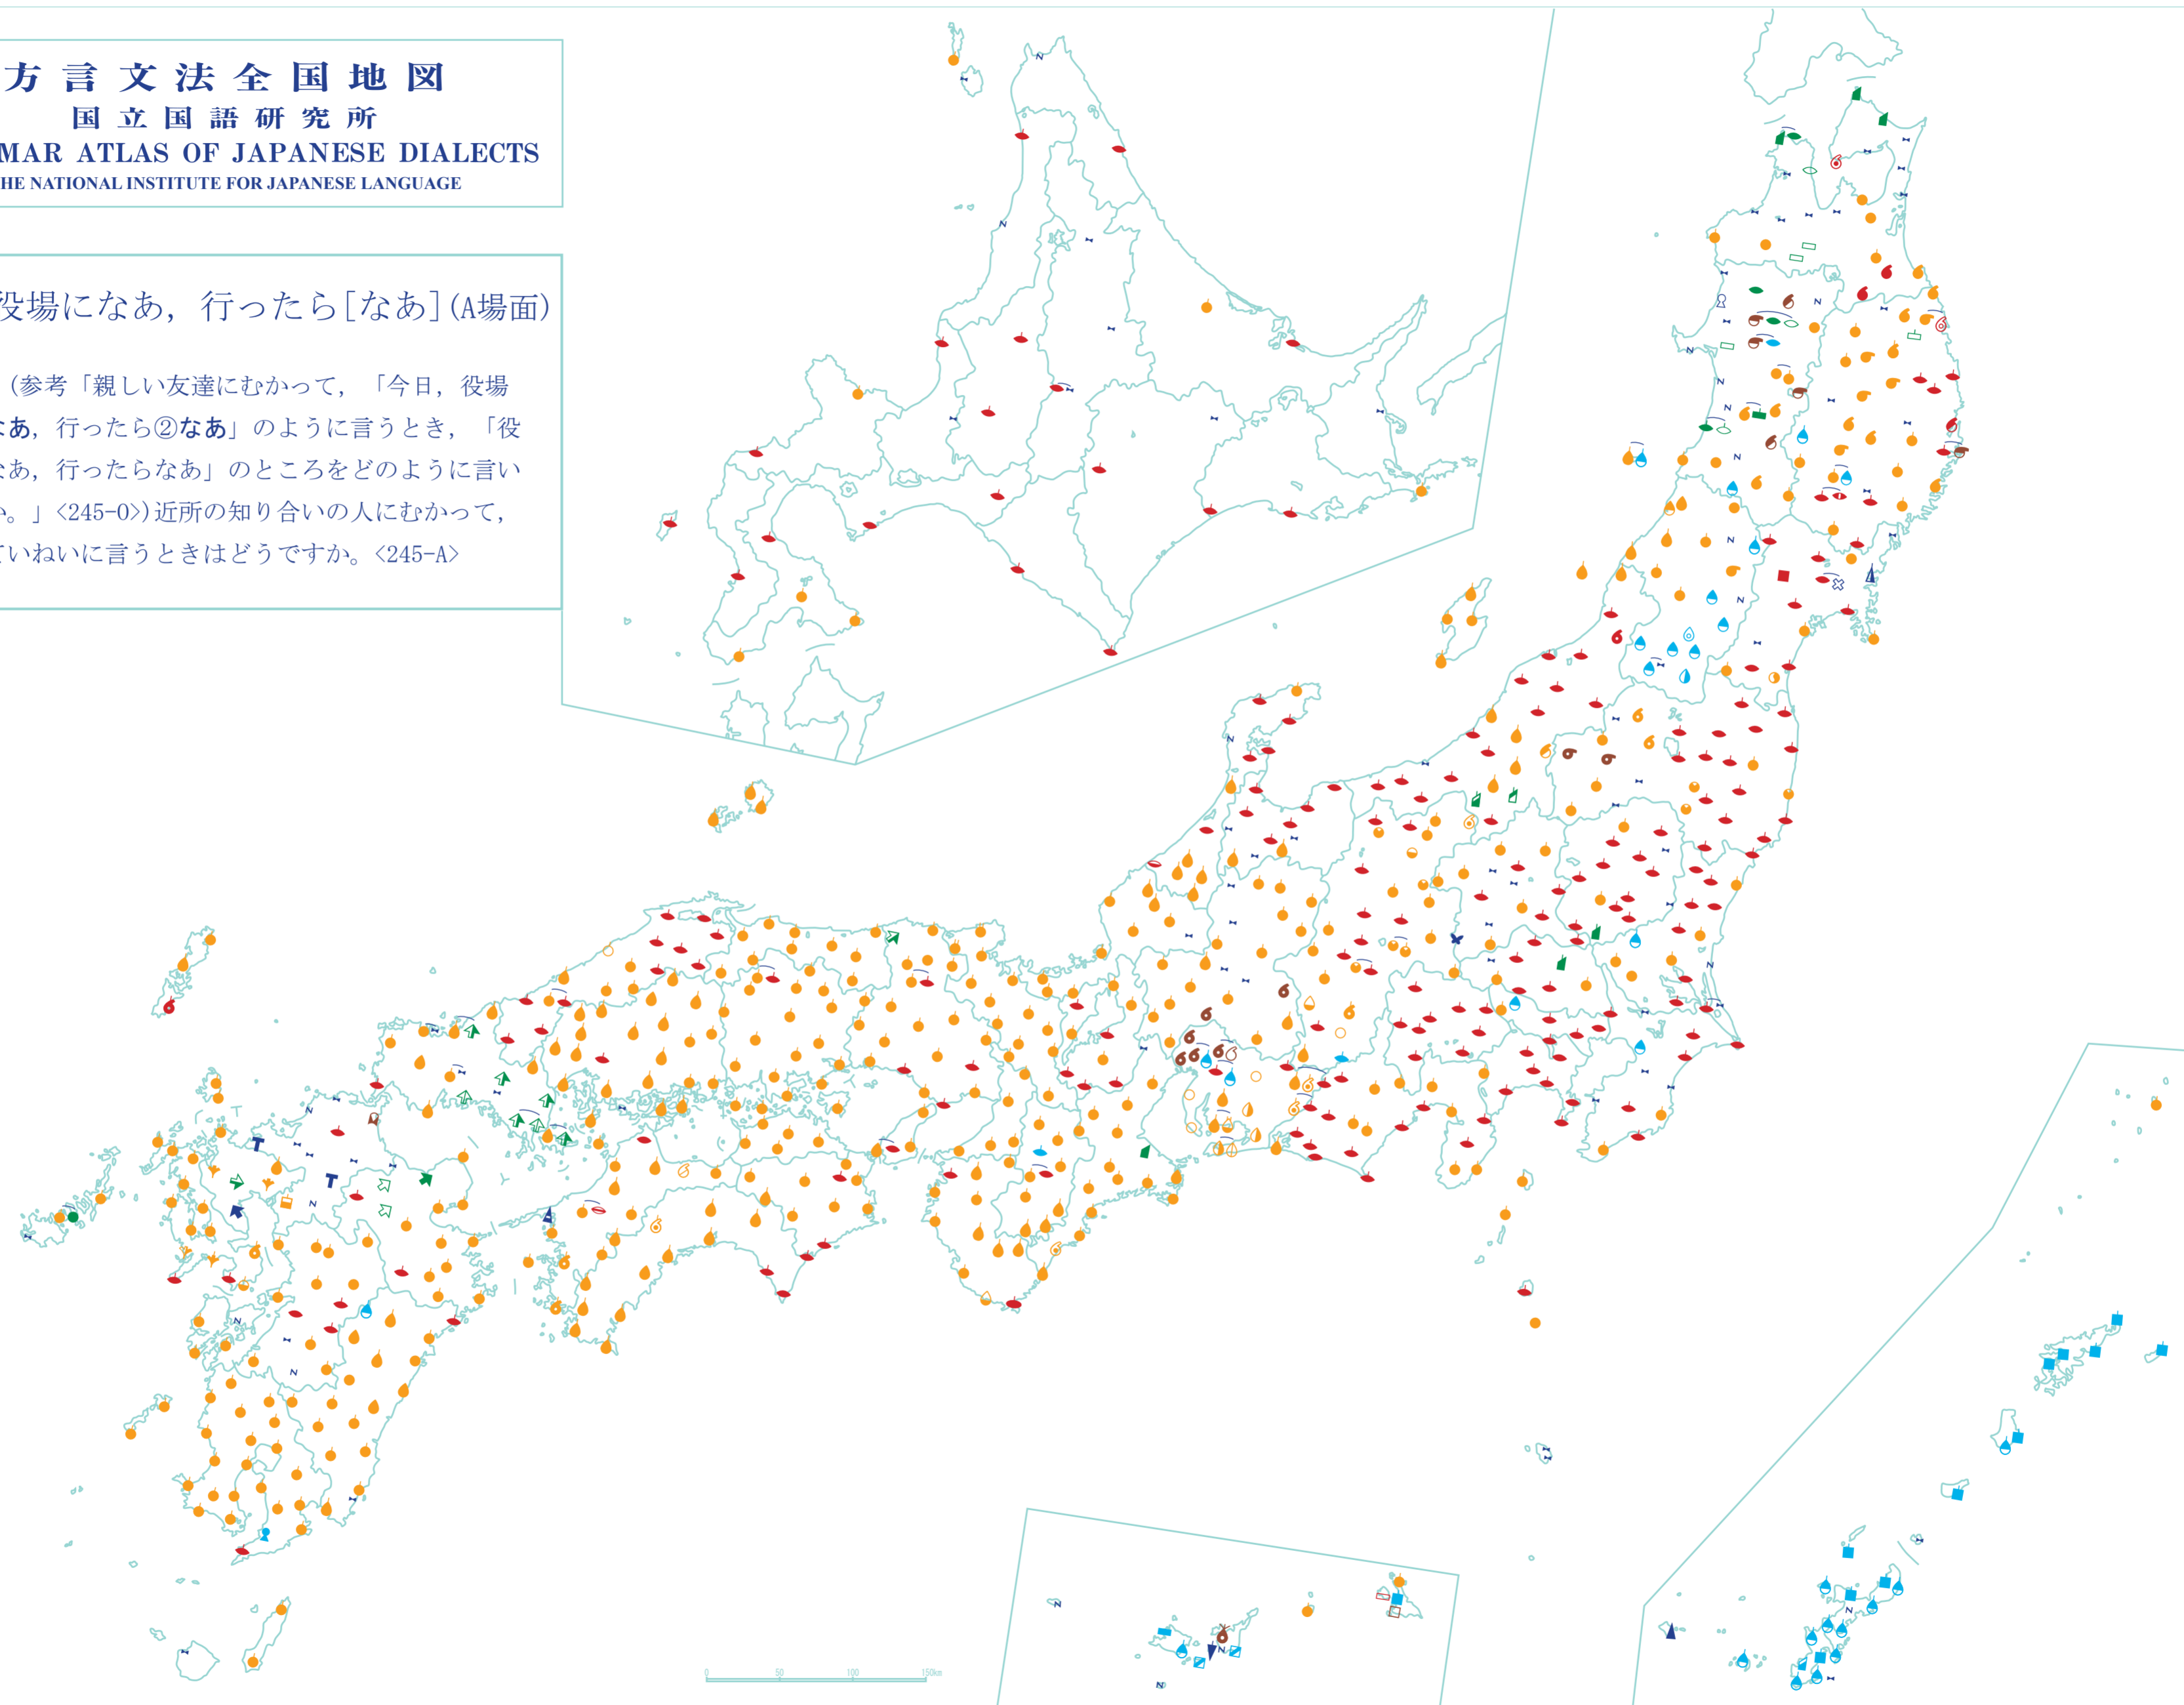 方言文法全国地図
国立国語研究所
MAR ATLAS OF JAPANESE DIALECTS
HE NATIONAL INSTITUTE FOR JAPANESE LANGUAGE
役場になあ，行ったら[なあ](A場面)
(参考「親しい友達にむかって，「今日，役場
なあ，行ったら②なあ」のように言うとき，「役
なあ，行ったらなあ」のところをどのように言い
か。」<245-0>)近所の知り合いの人にむかって，
ていねいに言うときはどうですか。<245-A>
0 50 100 150km